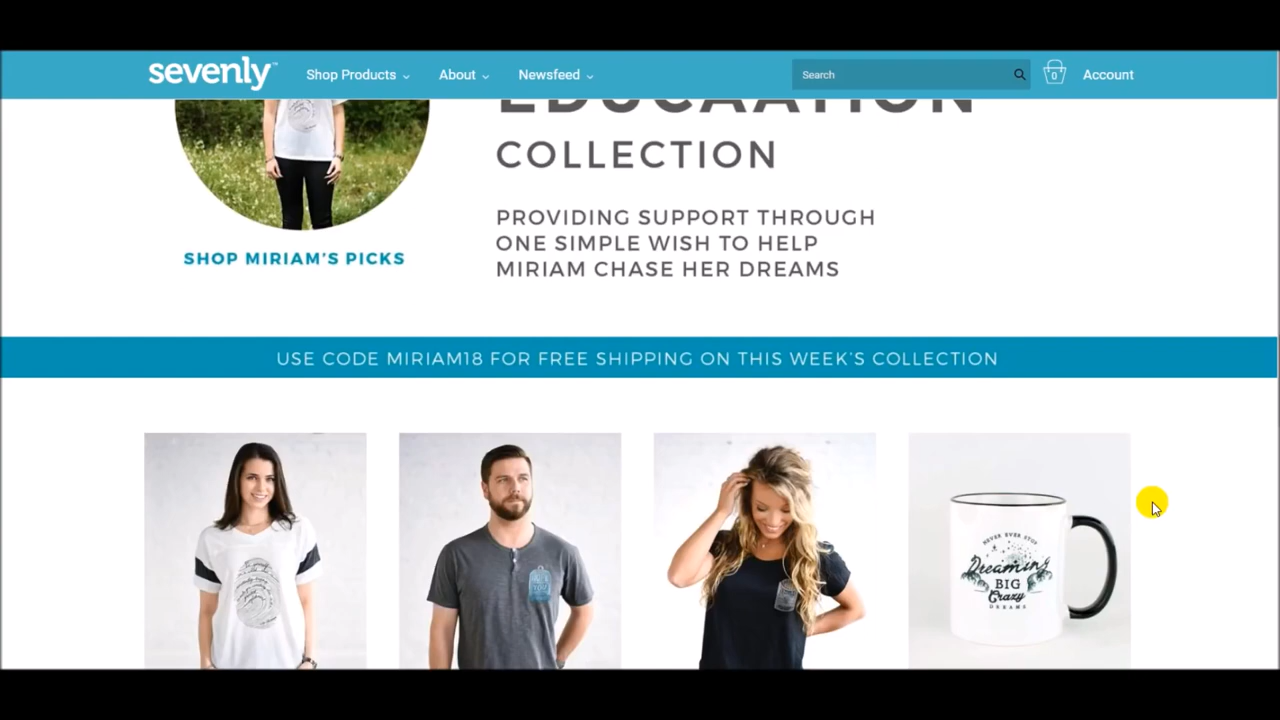 sevenly™
Shop Products
About
Newsfeed
Search
0
Account
EDUCAATION
COLLECTION
PROVIDING SUPPORT THROUGH
ONE SIMPLE WISH TO HELP
MIRIAM CHASE HER DREAMS
SHOP MIRIAM'S PICKS
USE CODE MIRIAM18 FOR FREE SHIPPING ON THIS WEEK'S COLLECTION
NEVER EVER STOP
Dreaming
BIG
Crazy
DREAMS